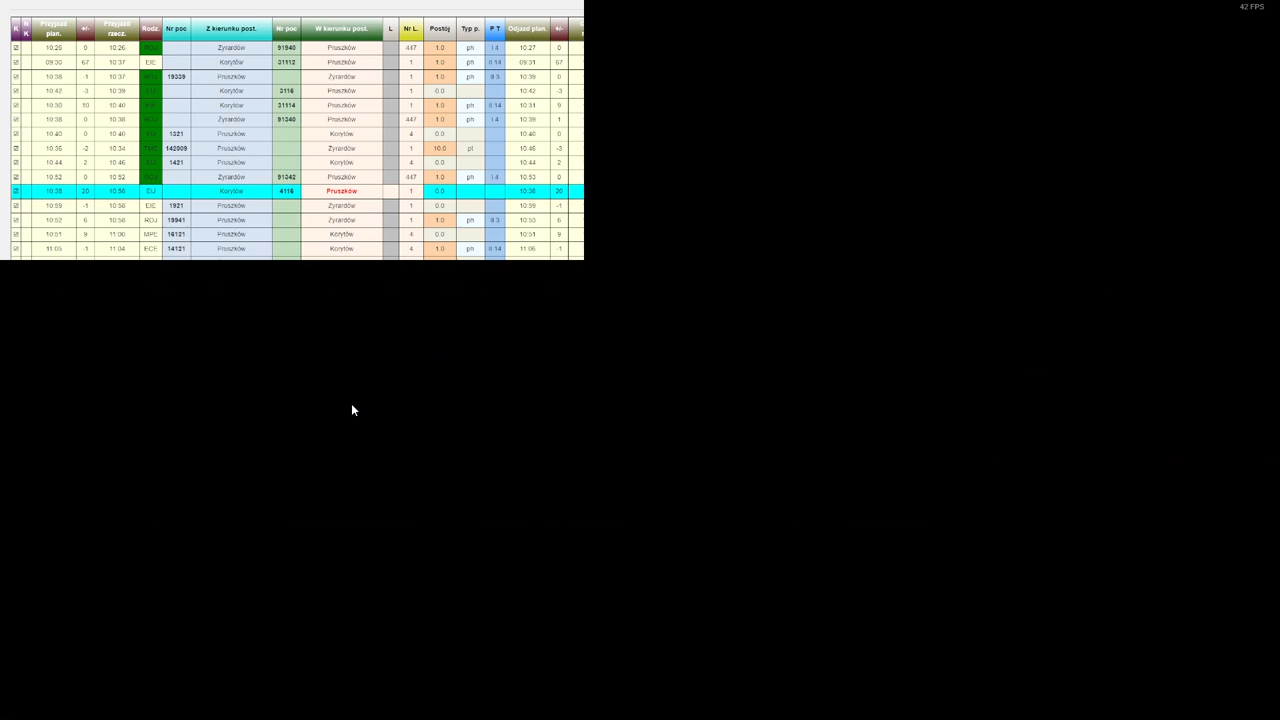 42 FPS
K N K Przyjazd plan. +/- Przyjazd rzecz. Rodz. Nr poc Z kierunku post. Nr poc W kierunku post. L Nr L. Postój Typ p. P T Odjazd plan. +/-
10:26 0 10:26 ROJ Żyrardów 91940 Pruszków 447 1.0 ph I 4 10:27 0
09:30 67 10:37 EIE Korytów 31112 Pruszków 1 1.0 ph II 14 09:31 67
10:38 -1 10:37 19339 Pruszków Żyrardów 1 1.0 ph II 3 10:39 0
10:42 -3 10:39 Korytów 3116 Pruszków 1 0.0 10:42 -3
10:30 10 10:40 Korytów 31114 Pruszków 1 1.0 ph II 14 10:31 9
10:38 0 10:38 Żyrardów 91340 Pruszków 447 1.0 ph I 4 10:39 1
10:40 0 10:40 1321 Pruszków Korytów 4 0.0 10:40 0
10:35 -2 10:34 TME 142009 Pruszków Żyrardów 1 10.0 pt 10:45 -3
10:44 2 10:46 1421 Pruszków Korytów 4 0.0 10:44 2
10:52 0 10:52 ROJ Żyrardów 91342 Pruszków 447 1.0 ph I 4 10:53 0
10:38 20 10:58 EIJ Korytów 4116 Pruszków 1 0.0 10:38 20
10:59 -1 10:58 EIE 1921 Pruszków Żyrardów 1 0.0 10:59 -1
10:52 6 10:58 ROJ 19941 Pruszków Żyrardów 1 1.0 ph II 3 10:53 6
10:51 9 11:00 MPE 16121 Pruszków Korytów 4 0.0 10:51 9
11:05 -1 11:04 ECE 14121 Pruszków Korytów 4 1.0 ph II 14 11:06 -1